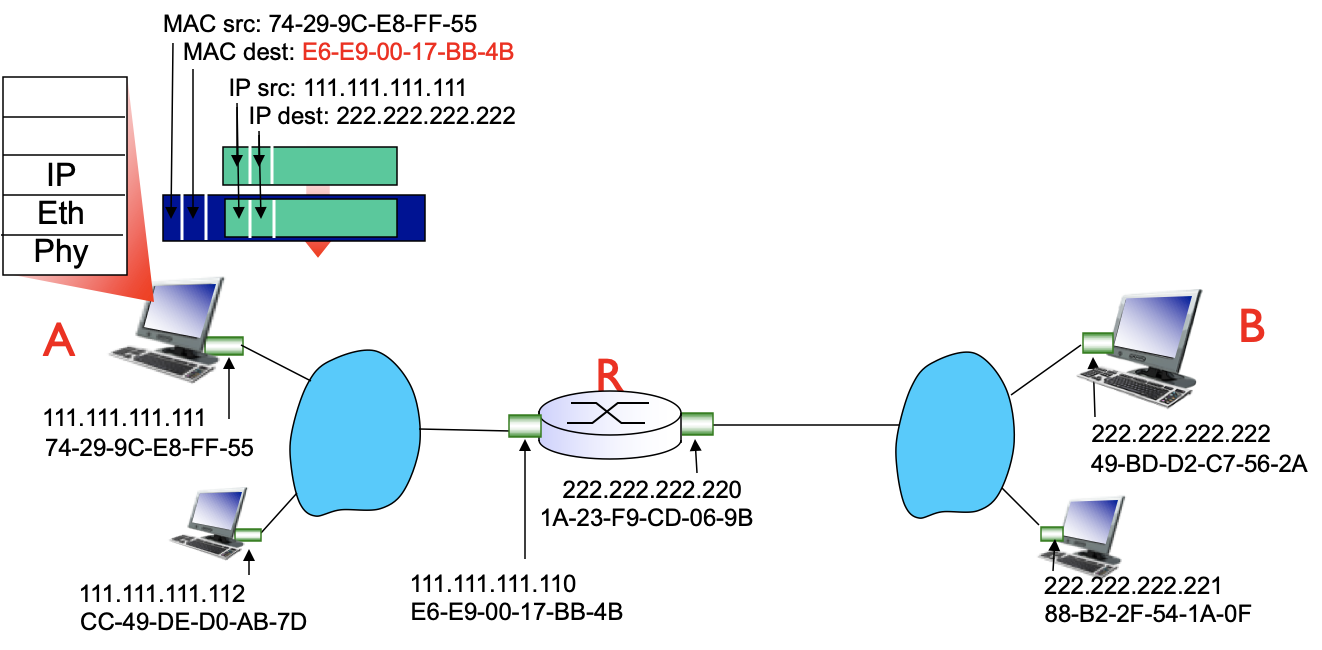 MAC src: 74-29-9C-E8-FF-55
MAC dest: E6-E9-00-17-BB-4B
IP src: 111.111.111.111
IP dest: 222.222.222.222
IP
Eth
Phy
A
R
B
111.111.111.111
74-29-9C-E8-FF-55
222.222.222.222
49-BD-D2-C7-56-2A
222.222.222.220
1A-23-F9-CD-06-9B
111.111.111.112
CC-49-DE-D0-AB-7D
111.111.111.110
E6-E9-00-17-BB-4B
222.222.222.221
88-B2-2F-54-1A-0F